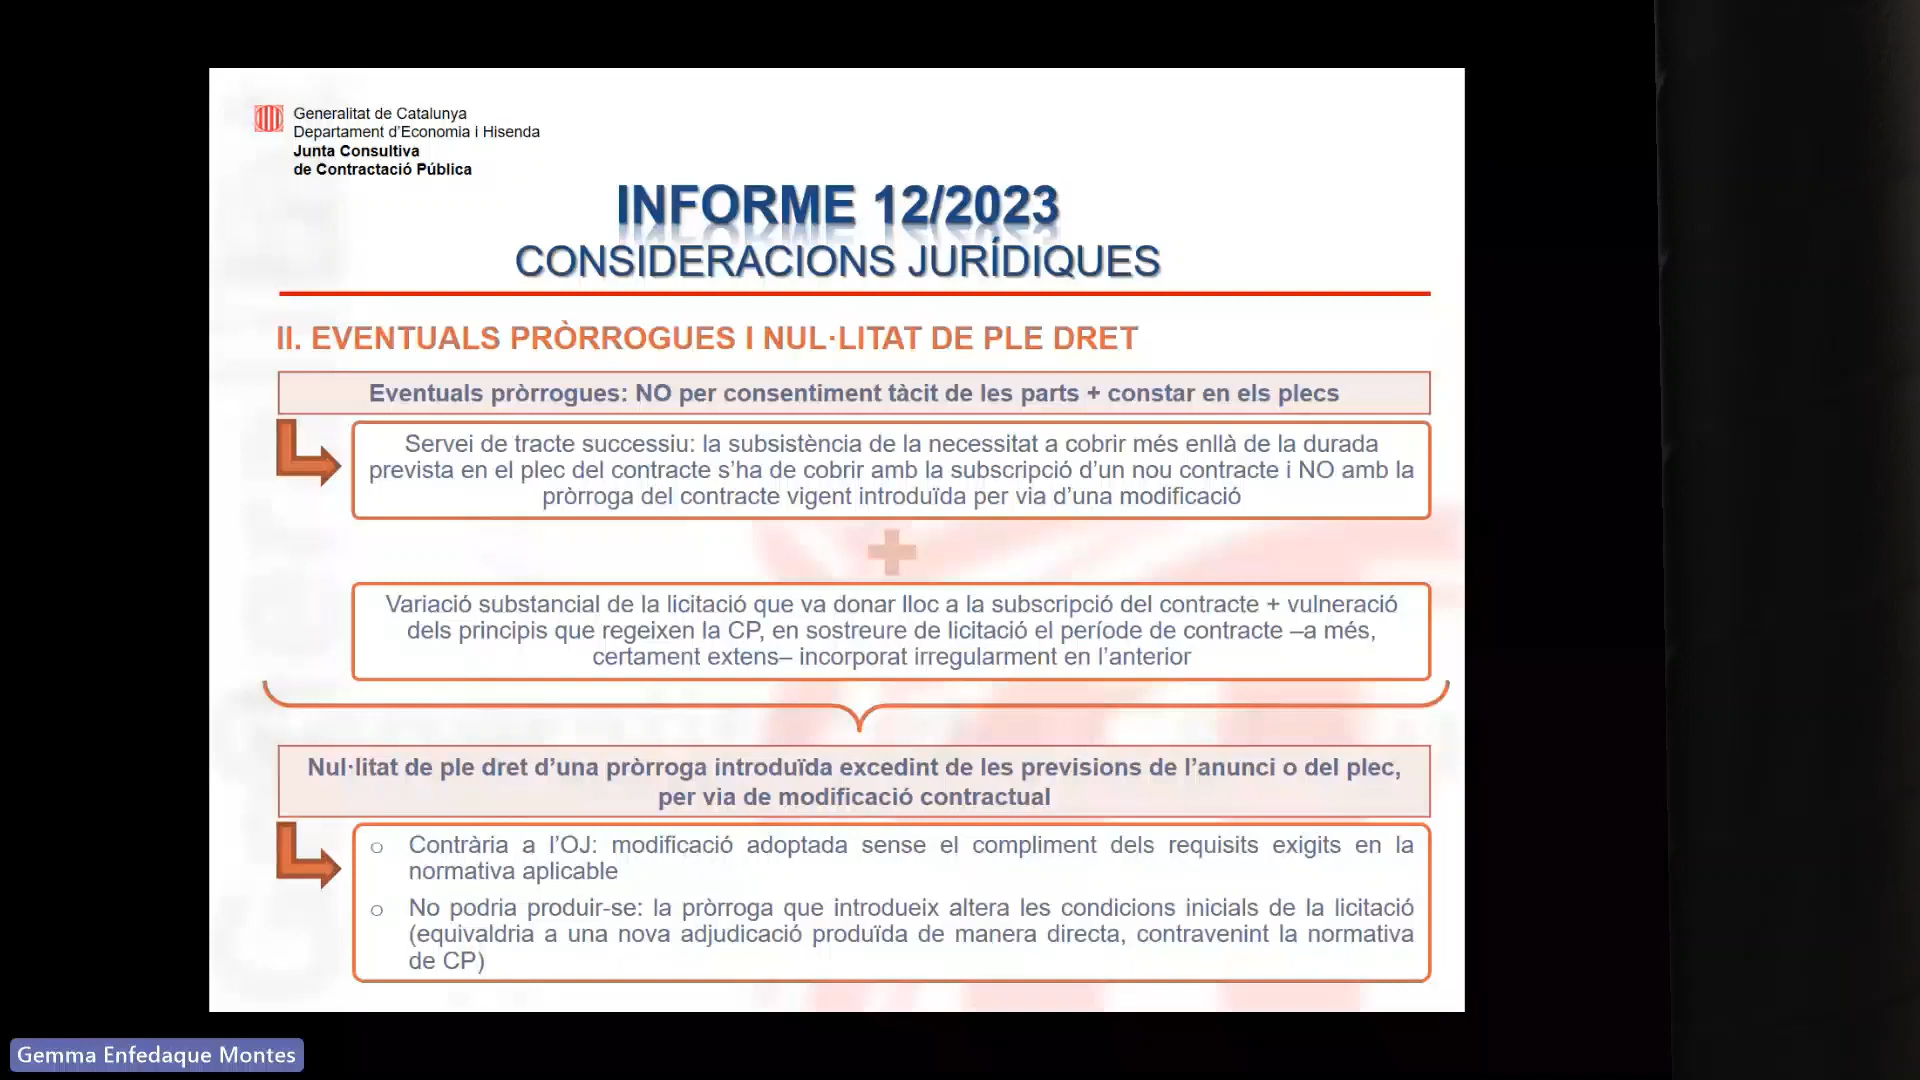 Generalitat de Catalunya
Departament d'Economia i Hisenda
Junta Consultiva
de Contractació Pública
INFORME 12/2023
CONSIDERACIONS JURÍDIQUES
II. EVENTUALS PRÒRROGUES I NUL·LITAT DE PLE DRET
Eventuals pròrrogues: NO per consentiment tàcit de les parts + constar en els plecs
Servei de tracte successiu: la subsistència de la necessitat a cobrir més enllà de la durada
prevista en el plec del contracte s'ha de cobrir amb la subscripció d'un nou contracte i NO amb la
pròrroga del contracte vigent introduïda per via d'una modificació
Variació substancial de la licitació que va donar lloc a la subscripció del contracte + vulneració
dels principis que regeixen la CP, en sostreure de licitació el període de contracte –a més,
certament extens– incorporat irregularment en l'anterior
Nul·litat de ple dret d'una pròrroga introduïda excedint de les previsions de l'anunci o del plec,
per via de modificació contractual
o Contrària a l'OJ: modificació adoptada sense el compliment dels requisits exigits en la
normativa aplicable
o No podria produir-se: la pròrroga que introdueix altera les condicions inicials de la licitació
(equivaldria a una nova adjudicació produïda de manera directa, contravenint la normativa
de CP)
Gemma Enfedaque Montes